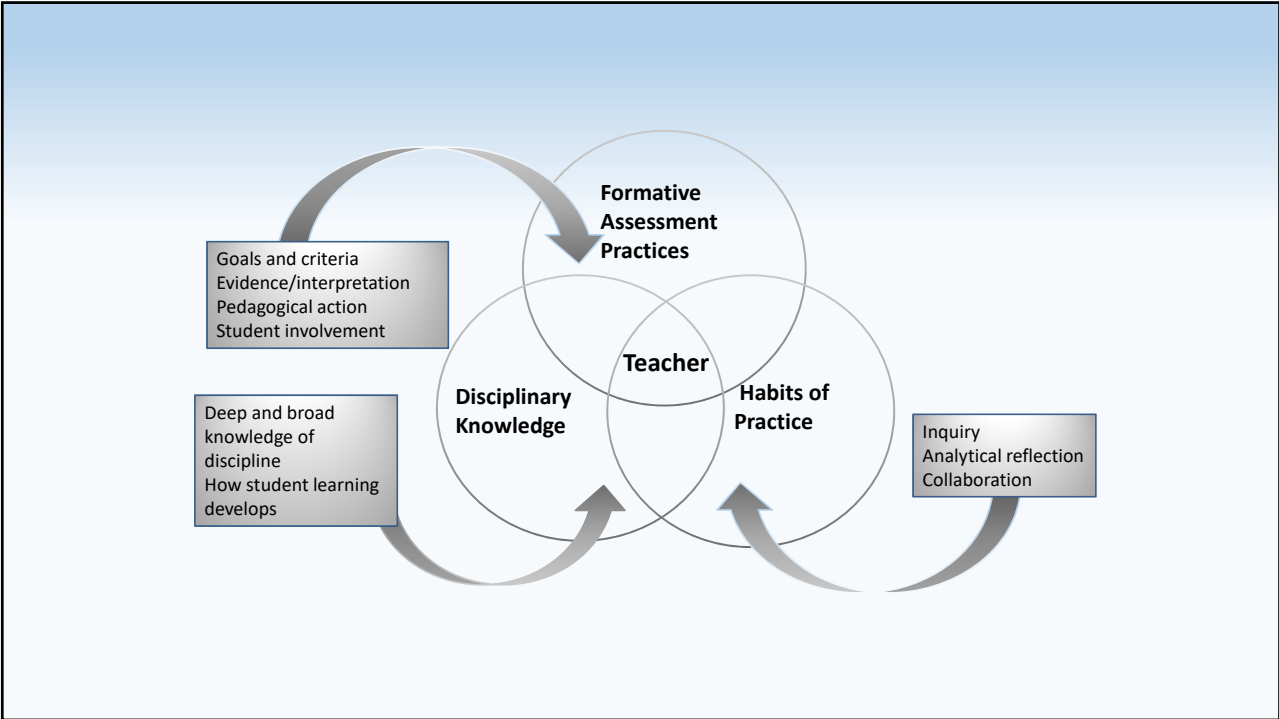 Formative
Assessment
Practices
Goals and criteria
Evidence/interpretation
Pedagogical action
Student involvement
Teacher
Disciplinary
Knowledge
Habits of
Practice
Deep and broad
knowledge of
discipline
How student learning
develops
Inquiry
Analytical reflection
Collaboration